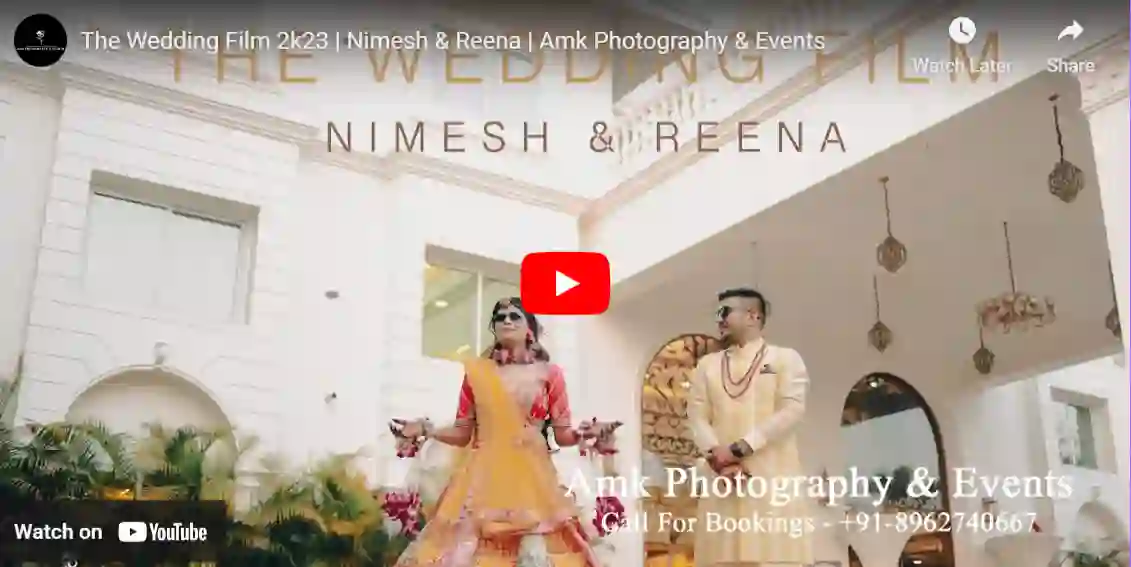 The Wedding Film 2k23 | Nimesh & Reena | Amk Photography & Events
Watch Later
Share
THE WEDDING FILM
NIMESH & REENA
Amk Photography & Events
Call For Bookings - +91-8962740667
Watch on YouTube